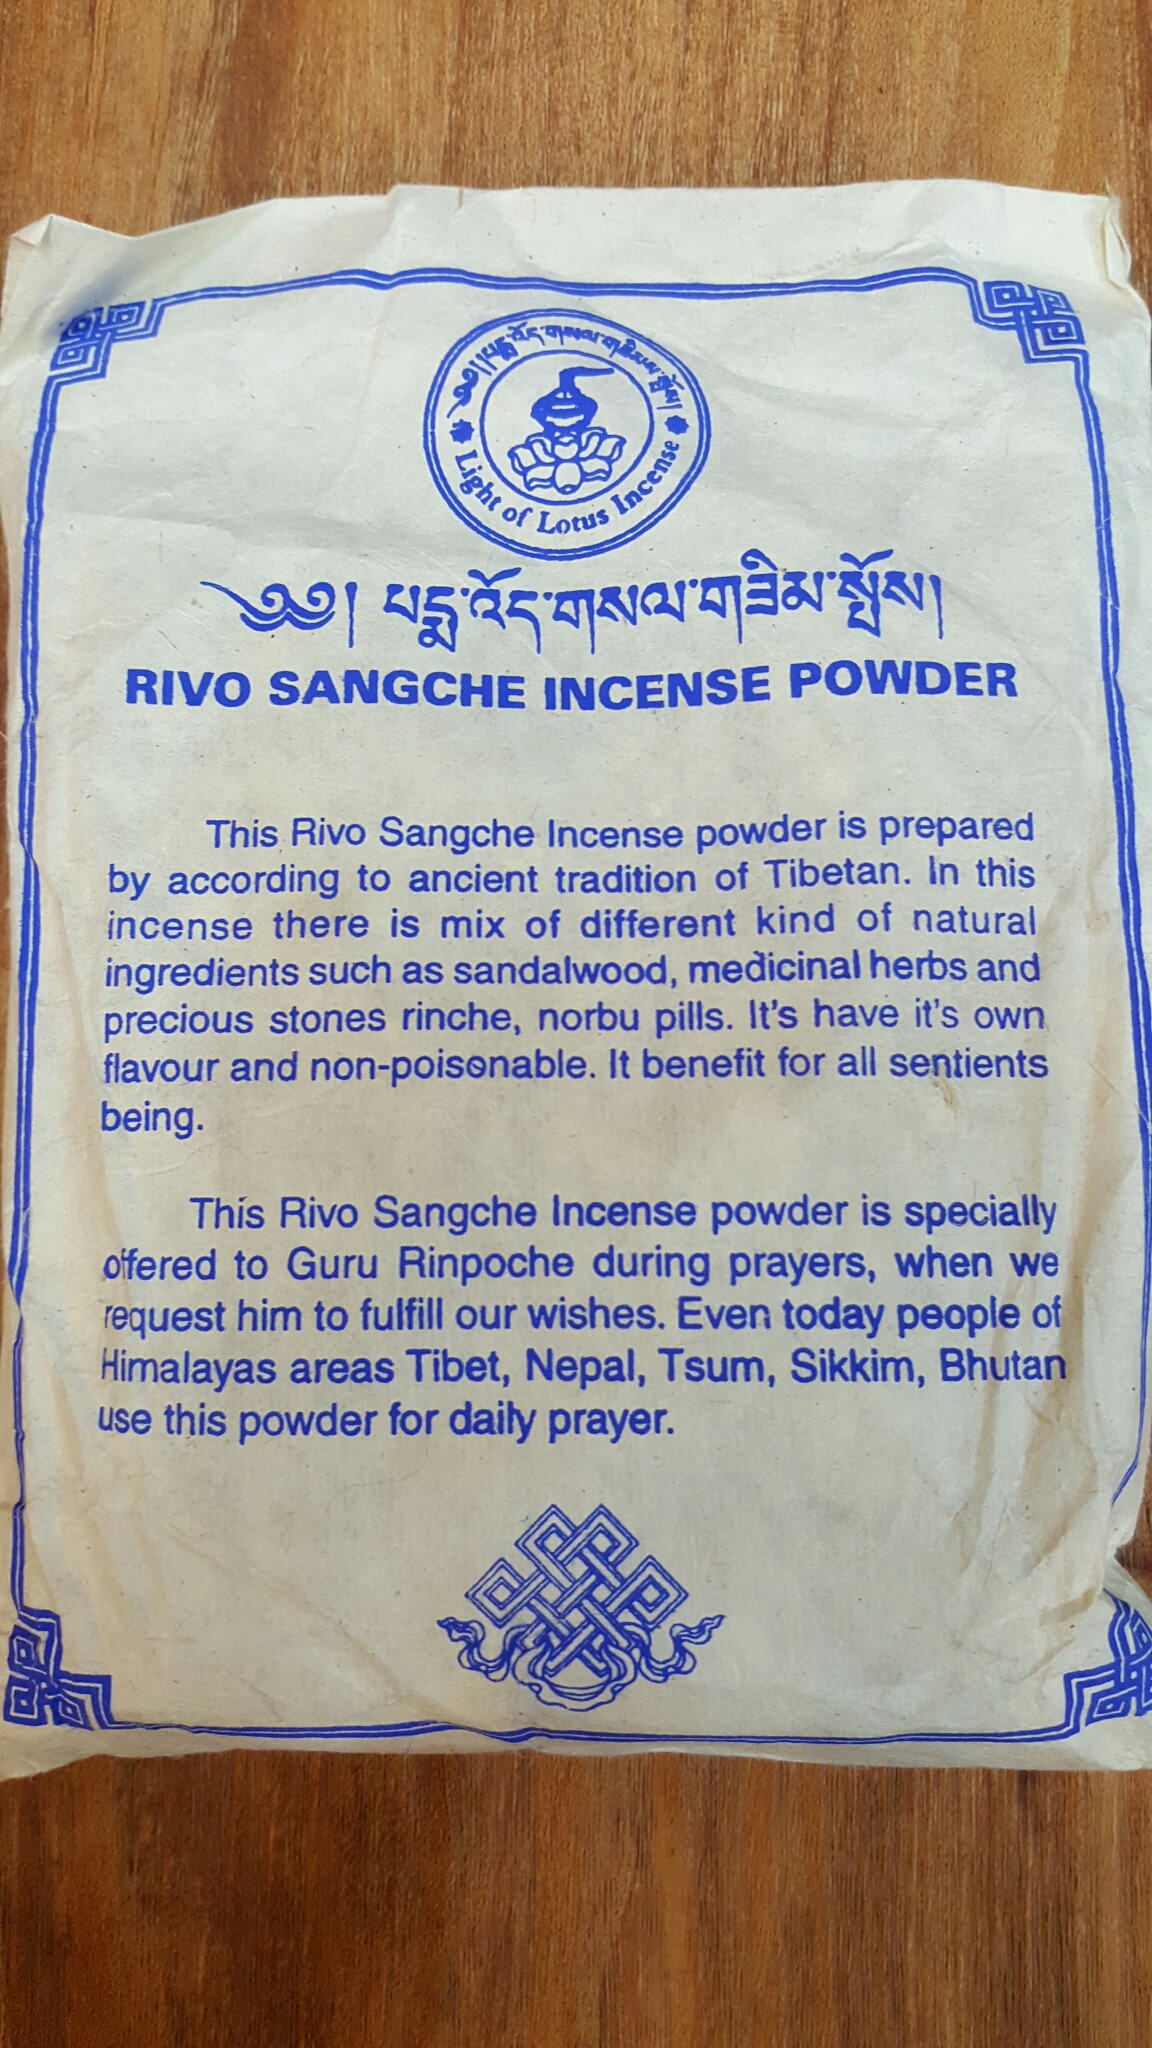 ༄༅།།པདྨ་འོད་གསལ་གཟིམ་སྤོས།
Light of Lotus Incense
༄༅། པདྨ་འོད་གསལ་གཟིམ་སྤོས།
RIVO SANGCHE INCENSE POWDER
This Rivo Sangche Incense powder is prepared
by according to ancient tradition of Tibetan. In this
incense there is mix of different kind of natural
ingredients such as sandalwood, medicinal herbs and
precious stones rinche, norbu pills. It's have it's own
flavour and non-poisonable. It benefit for all sentients
being.
This Rivo Sangche Incense powder is specially
offered to Guru Rinpoche during prayers, when we
request him to fulfill our wishes. Even today people of
Himalayas areas Tibet, Nepal, Tsum, Sikkim, Bhutan
use this powder for daily prayer.